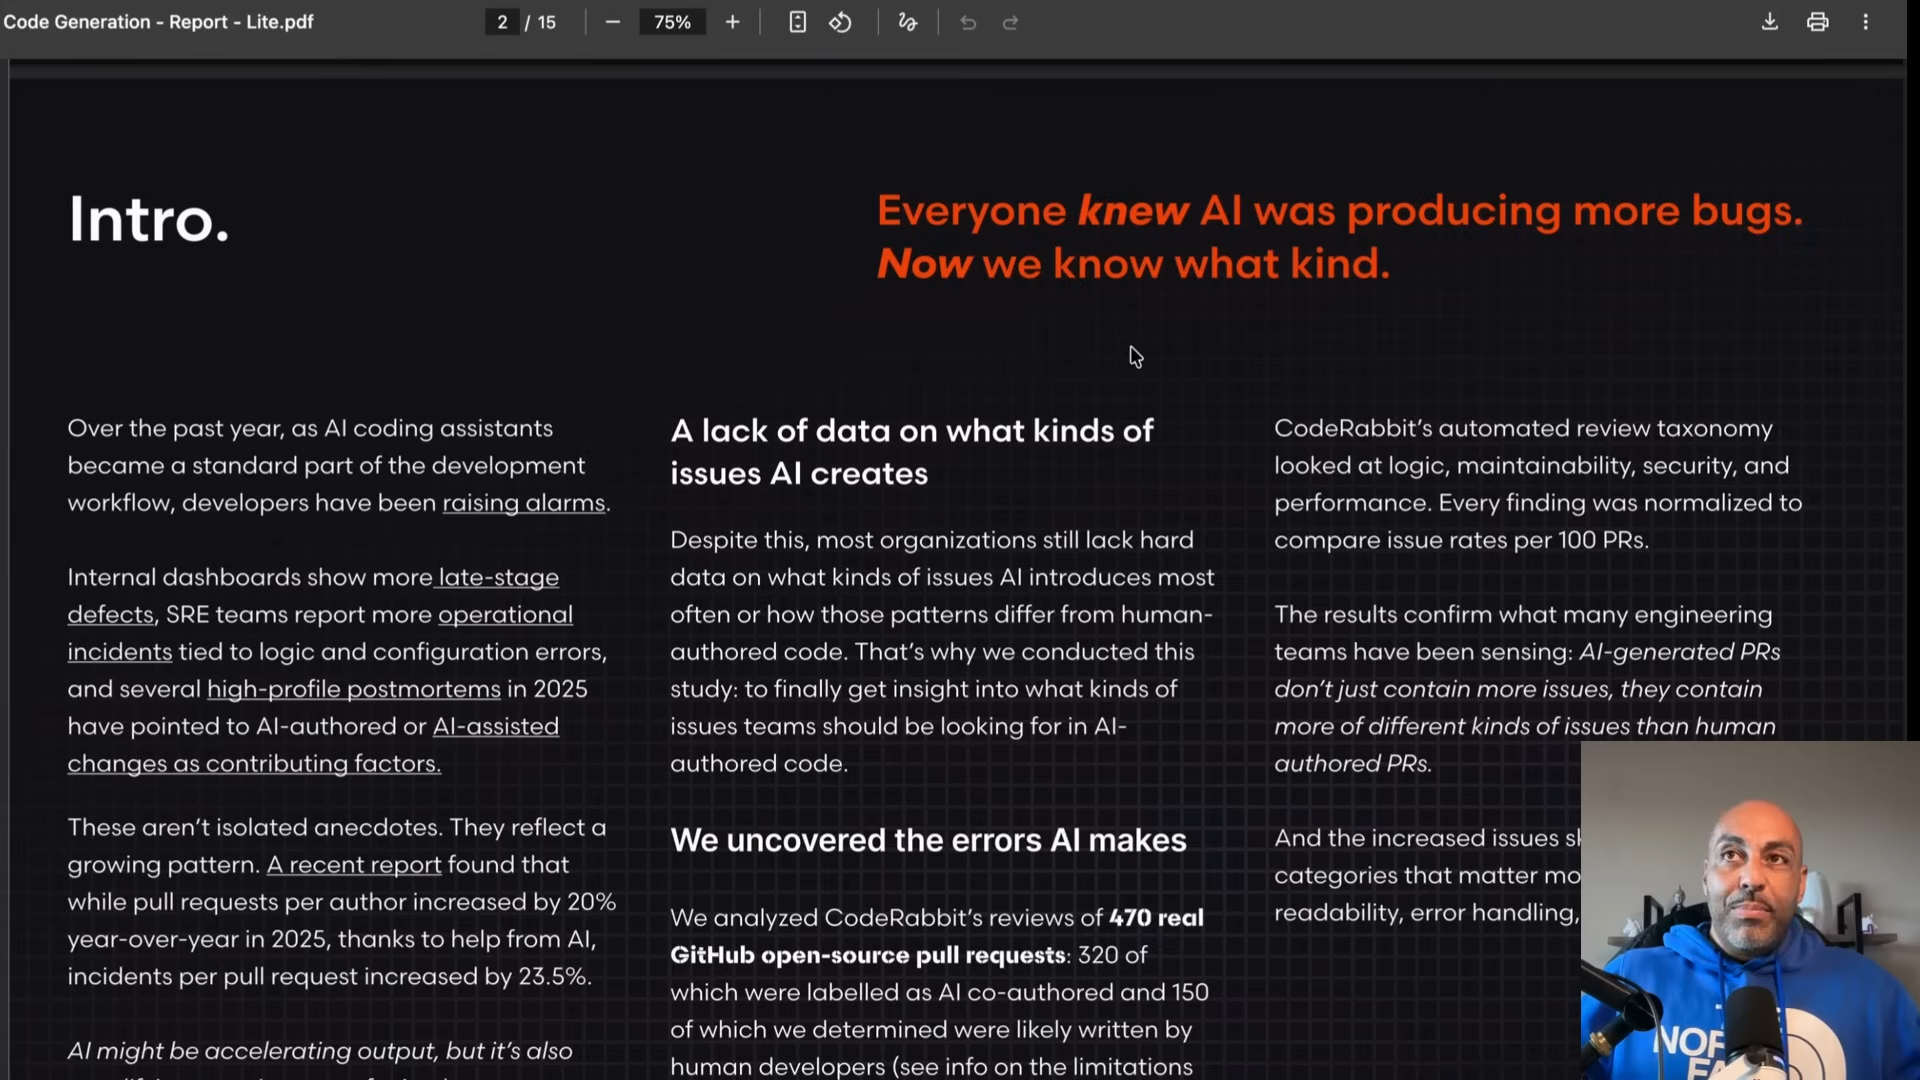 Code Generation - Report - Lite.pdf
2 / 15
75%
Intro.
Everyone knew AI was producing more bugs.
Now we know what kind.
Over the past year, as AI coding assistants
became a standard part of the development
workflow, developers have been raising alarms.
Internal dashboards show more late-stage
defects, SRE teams report more operational
incidents tied to logic and configuration errors,
and several high-profile postmortems in 2025
have pointed to AI-authored or AI-assisted
changes as contributing factors.
These aren't isolated anecdotes. They reflect a
growing pattern. A recent report found that
while pull requests per author increased by 20%
year-over-year in 2025, thanks to help from AI,
incidents per pull request increased by 23.5%.
AI might be accelerating output, but it's also
A lack of data on what kinds of
issues AI creates
Despite this, most organizations still lack hard
data on what kinds of issues AI introduces most
often or how those patterns differ from human-
authored code. That's why we conducted this
study: to finally get insight into what kinds of
issues teams should be looking for in AI-
authored code.
We uncovered the errors AI makes
We analyzed CodeRabbit's reviews of 470 real
GitHub open-source pull requests: 320 of
which were labelled as AI co-authored and 150
of which we determined were likely written by
human developers (see info on the limitations
CodeRabbit's automated review taxonomy
looked at logic, maintainability, security, and
performance. Every finding was normalized to
compare issue rates per 100 PRs.
The results confirm what many engineering
teams have been sensing: AI-generated PRs
don't just contain more issues, they contain
more of different kinds of issues than human
authored PRs.
And the increased issues
categories that matter
readability, error handling,